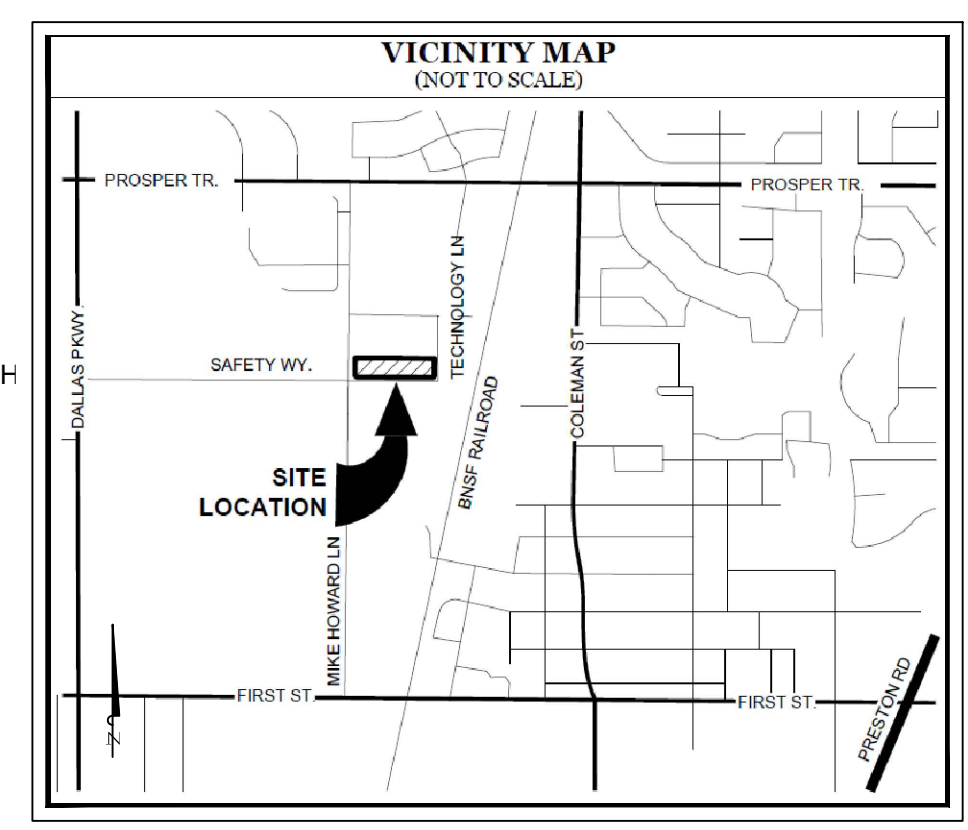 VICINITY MAP
(NOT TO SCALE)
PROSPER TR.
PROSPER TR.
TECHNOLOGY LN
DALLAS PKWY.
SAFETY WY.
COLEMAN ST
H
BNSF RAILROAD
SITE
LOCATION
MIKE HOWARD LN
FIRST ST.
FIRST ST.
PRESTON RD